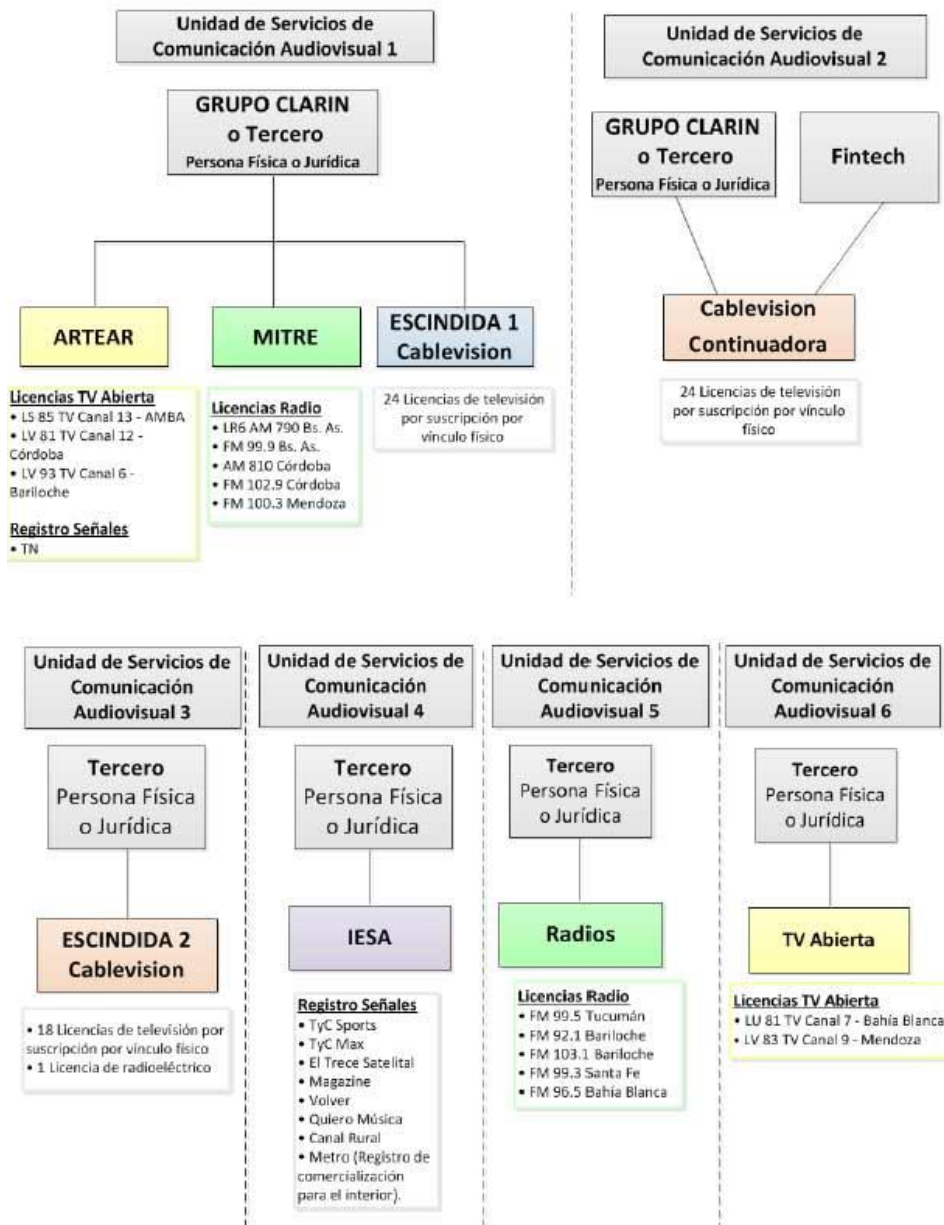 Unidad de Servicios de
Comunicación Audiovisual 1
GRUPO CLARIN
o Tercero
Persona Física o Jurídica
ARTEAR
Licencias TV Abierta
• LS 85 TV Canal 13 - AMBA
• LV 81 TV Canal 12 -
Córdoba
• LV 93 TV Canal 6 -
Bariloche
Registro Señales
• TN
MITRE
Licencias Radio
• LR6 AM 790 Bs. As.
• FM 99.9 Bs. As.
• AM 810 Córdoba
• FM 102.9 Córdoba
• FM 100.3 Mendoza
ESCINDIDA 1
Cablevision
24 Licencias de televisión
por suscripción por
vínculo físico
Unidad de Servicios de
Comunicación Audiovisual 2
GRUPO CLARIN
o Tercero
Persona Física o Jurídica
Fintech
Cablevision
Continuadora
24 Licencias de televisión
por suscripción por vínculo
físico
Unidad de Servicios de
Comunicación
Audiovisual 3
Tercero
Persona Física
o Jurídica
ESCINDIDA 2
Cablevision
• 18 Licencias de televisión por
suscripción por vínculo físico
• 1 Licencia de radioeléctrico
Unidad de Servicios de
Comunicación
Audiovisual 4
Tercero
Persona Física
o Jurídica
IESA
Registro Señales
• TyC Sports
• TyC Max
• El Trece Satelital
• Magazine
• Volver
• Quiero Música
• Canal Rural
• Metro (Registro de
comercialización
para el interior).
Unidad de Servicios de
Comunicación
Audiovisual 5
Tercero
Persona Física
o Jurídica
Radios
Licencias Radio
• FM 99.5 Tucumán
• FM 92.1 Bariloche
• FM 103.1 Bariloche
• FM 99.3 Santa Fe
• FM 96.5 Bahía Blanca
Unidad de Servicios de
Comunicación
Audiovisual 6
Tercero
Persona Física
o Jurídica
TV Abierta
Licencias TV Abierta
• LU 81 TV Canal 7 - Bahía Blanca
• LV 83 TV Canal 9 - Mendoza